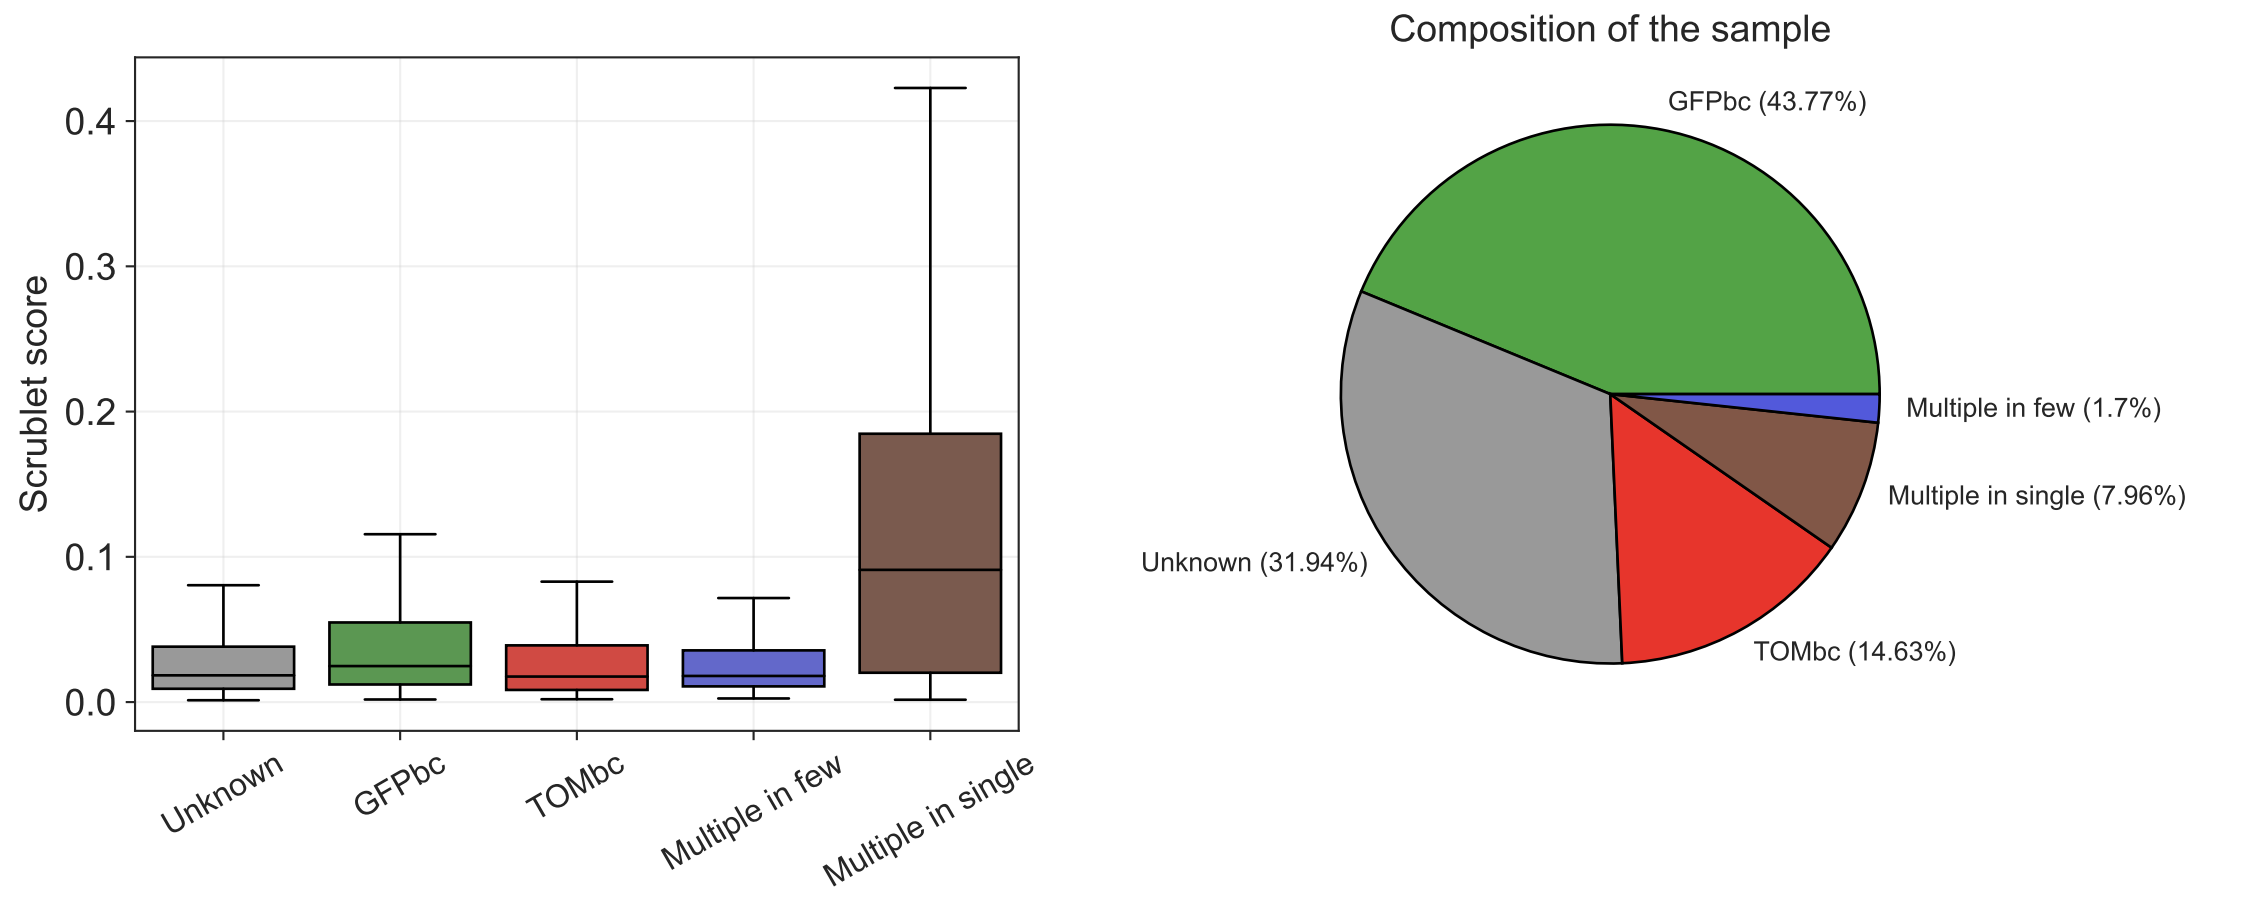 Composition of the sample
Scrublet score
0.4
0.3
0.2
0.1
0.0
Unknown
GFPbc
TOMbc
Multiple in few
Multiple in single
GFPbc (43.77%)
Multiple in few (1.7%)
Multiple in single (7.96%)
Unknown (31.94%)
TOMbc (14.63%)